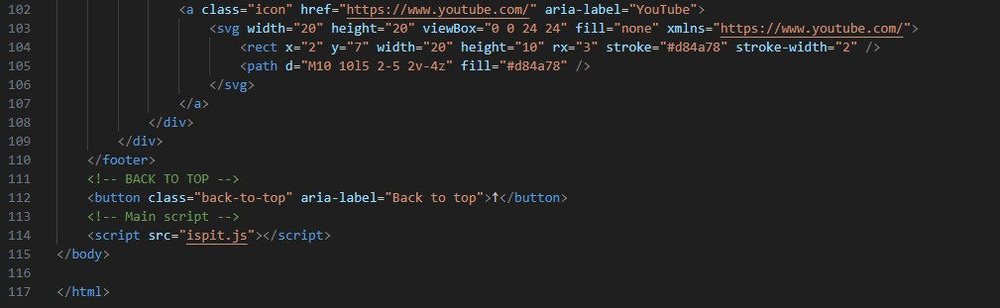 102 <a class="icon" href="https://www.youtube.com/" aria-label="YouTube">
103 <svg width="20" height="20" viewBox="0 0 24 24" fill="none" xmlns="https://www.youtube.com/">
104 <rect x="2" y="7" width="20" height="10" rx="3" stroke="#d84a78" stroke-width="2" />
105 <path d="M10 10l5 2-5 2v-4z" fill="#d84a78" />
106 </svg>
107 </a>
108 </div>
109 </div>
110 </footer>
111 <!-- BACK TO TOP -->
112 <button class="back-to-top" aria-label="Back to top">↑</button>
113 <!-- Main script -->
114 <script src="ispit.js"></script>
115 </body>
116
117 </html>